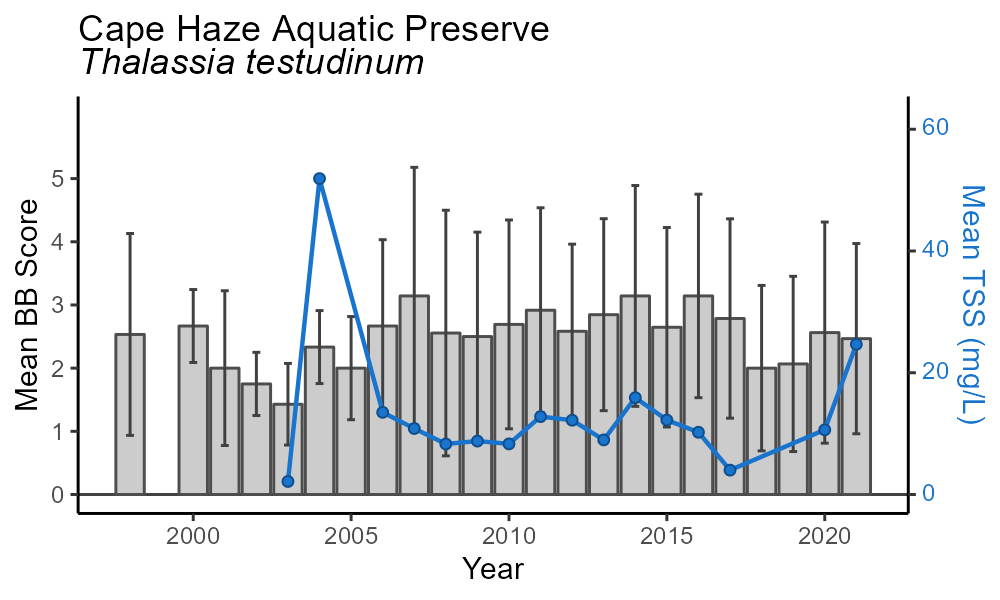 Cape Haze Aquatic Preserve
Thalassia testudinum
Mean BB Score
5
4
3
2
1
0
60
40
20
0
Mean TSS (mg/L)
2000 2005 2010 2015 2020
Year